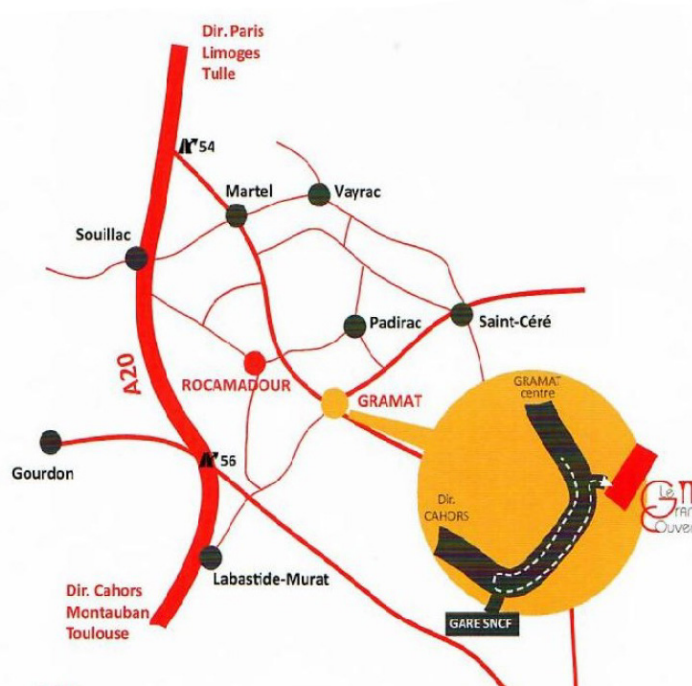 Dir. Paris
Limoges
Tulle
54
Martel
Vayrac
Souillac
Padirac
Saint-Céré
A20
ROCAMADOUR
GRAMAT
GRAMAT
centre
56
Gourdon
Dir.
CAHORS
Le
Labastide-Murat
Dir. Cahors
Montauban
Toulouse
GARE SNCF